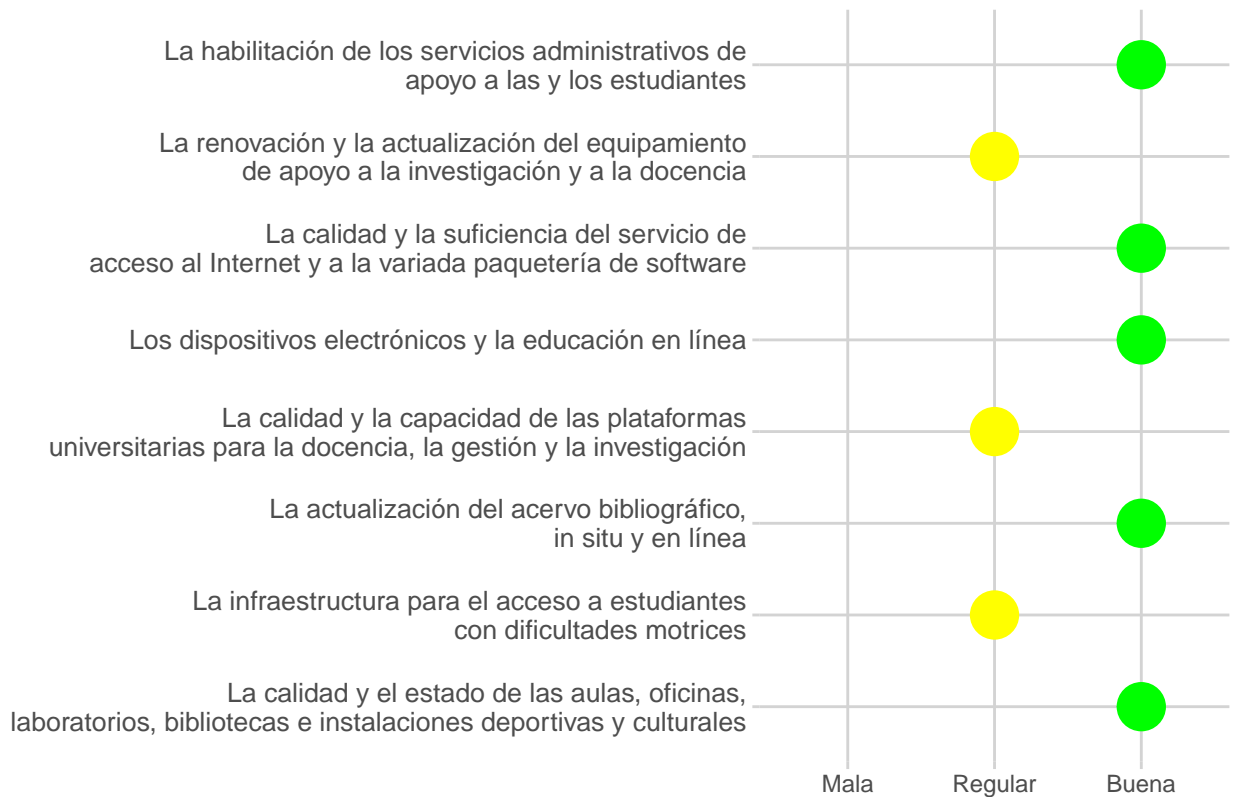 La habilitación de los servicios administrativos de
apoyo a las y los estudiantes
La renovación y la actualización del equipamiento
de apoyo a la investigación y a la docencia
La calidad y la suficiencia del servicio de
acceso al Internet y a la variada paquetería de software
Los dispositivos electrónicos y la educación en línea
La calidad y la capacidad de las plataformas
universitarias para la docencia, la gestión y la investigación
La actualización del acervo bibliográfico,
in situ y en línea
La infraestructura para el acceso a estudiantes
con dificultades motrices
La calidad y el estado de las aulas, oficinas,
laboratorios, bibliotecas e instalaciones deportivas y culturales
Mala Regular Buena